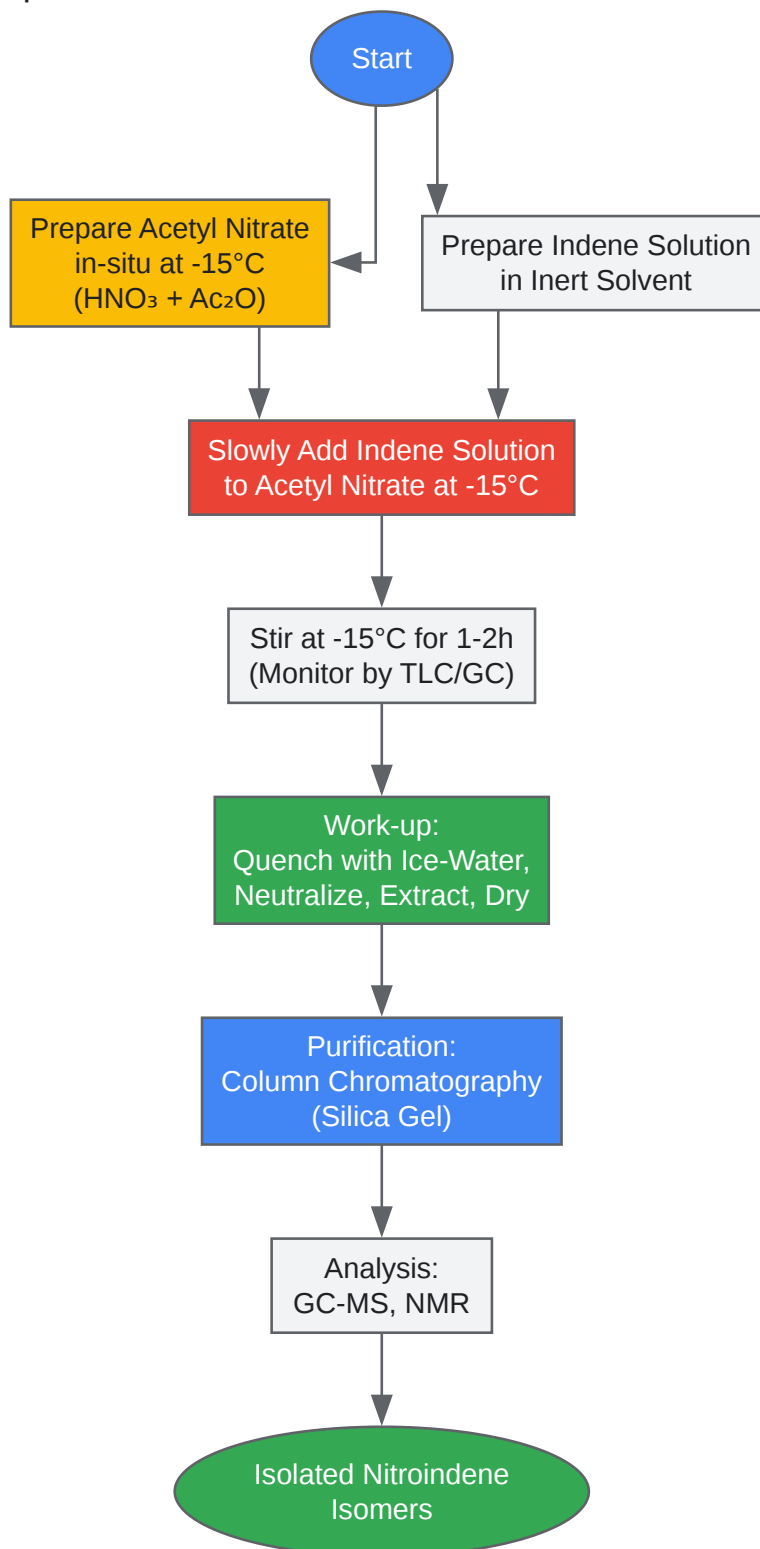 Start
Prepare Acetyl Nitrate
in-situ at -15°C
(HNO₃ + Ac₂O)
Prepare Indene Solution
in Inert Solvent
Slowly Add Indene Solution
to Acetyl Nitrate at -15°C
Stir at -15°C for 1-2h
(Monitor by TLC/GC)
Work-up:
Quench with Ice-Water,
Neutralize, Extract, Dry
Purification:
Column Chromatography
(Silica Gel)
Analysis:
GC-MS, NMR
Isolated Nitroindene
Isomers